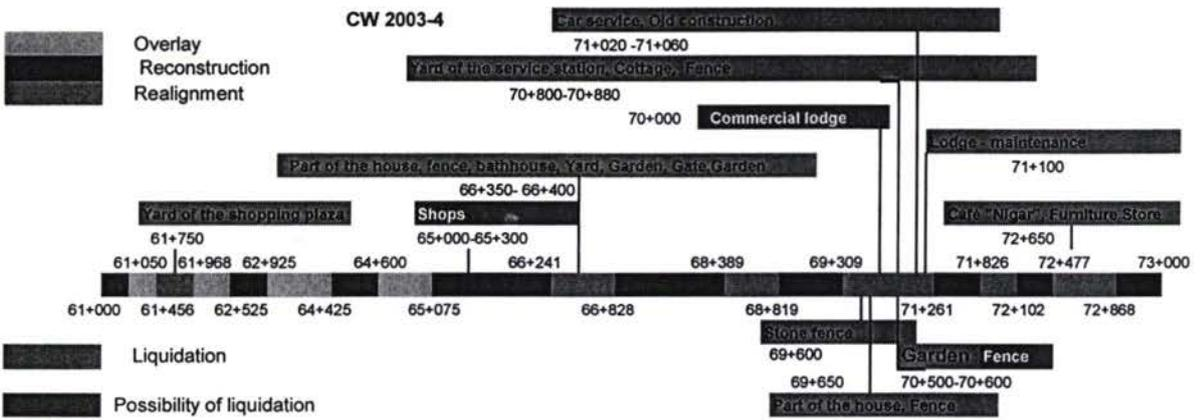 CW 2003-4
Car service, Old construction
71+020 -71+060
Overlay
Reconstruction
Realignment
Yard of the service station, Cottage, Fence
70+800-70+880
70+000
Commercial lodge
Lodge - maintenance
71+100
Part of the house, fence, bathhouse, Yard, Garden, Gate Garden
66+350- 66+400
Yard of the shopping plaza
61+750
Shops
65+000-65+300
Café "Nigar", Furniture Store
72+650
61+050 61+968 62+925 64+600 66+241 68+389 69+309 71+826 72+477 73+000
61+000 61+456 62+525 64+425 65+075 66+828 68+819 71+261 72+102 72+868
Stone fence
69+600
Garden Fence
70+500-70+600
Liquidation
69+650
Part of the house, Fence
Possibility of liquidation